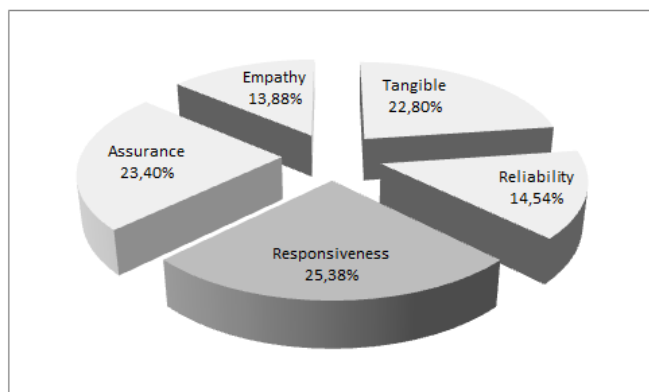 Empathy
13,88%
Tangible
22,80%
Assurance
23,40%
Reliability
14,54%
Responsiveness
25,38%